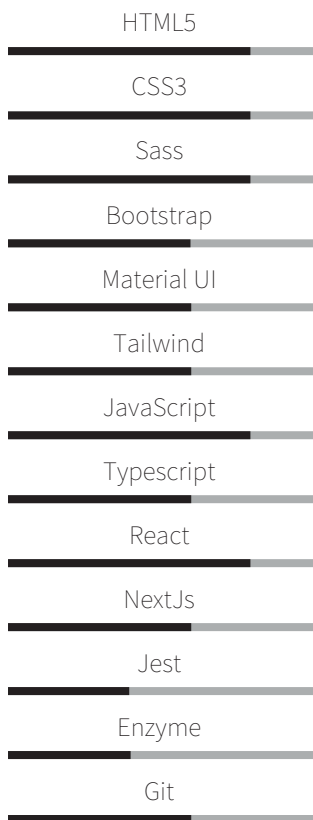 HTML5
CSS3
Sass
Bootstrap
Material UI
Tailwind
JavaScript
Typescript
React
NextJs
Jest
Enzyme
Git